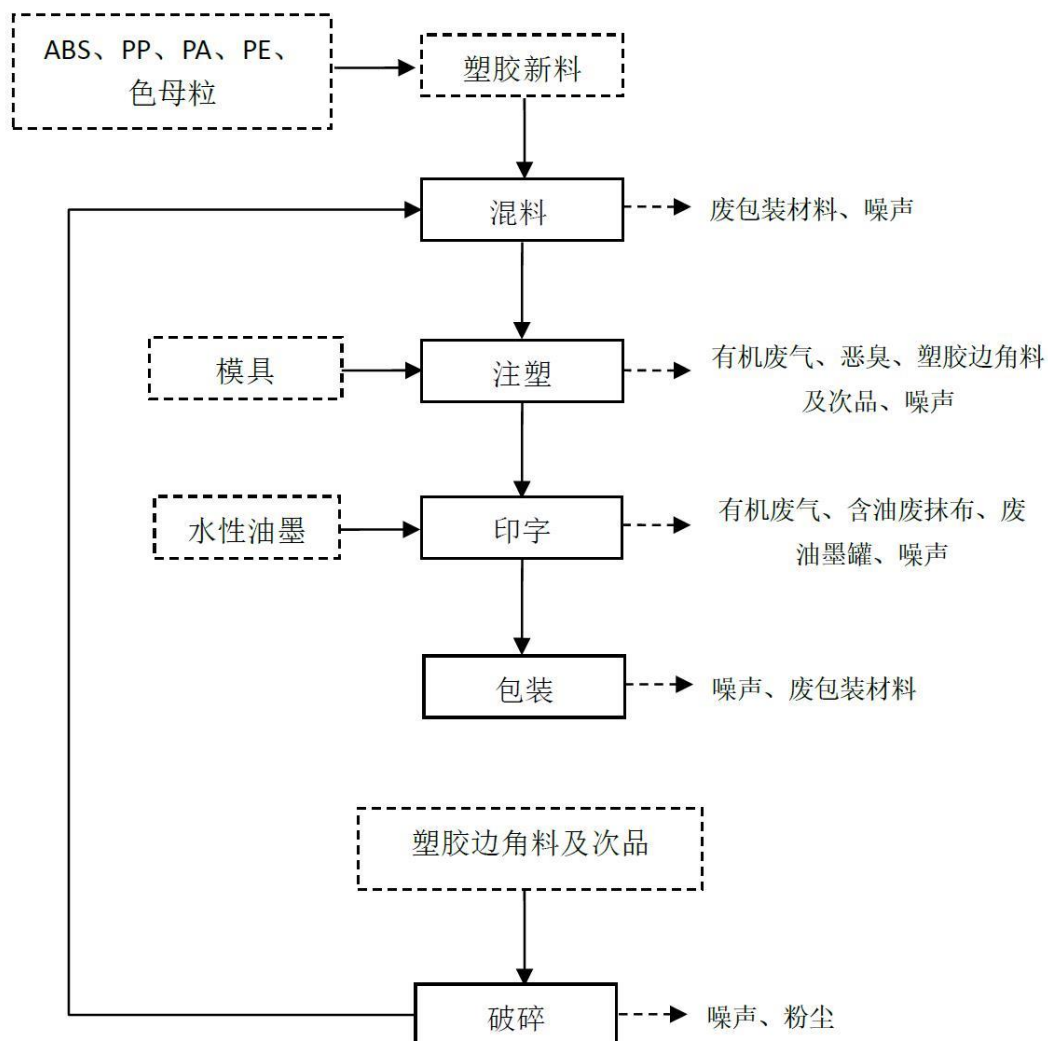 ABS、PP、PA、PE、
色母粒
塑胶新料
混料
废包装材料、噪声
模具
注塑
有机废气、恶臭、塑胶边角料
及次品、噪声
水性油墨
印字
有机废气、含油废抹布、废
油墨罐、噪声
包装
噪声、废包装材料
塑胶边角料及次品
破碎
噪声、粉尘